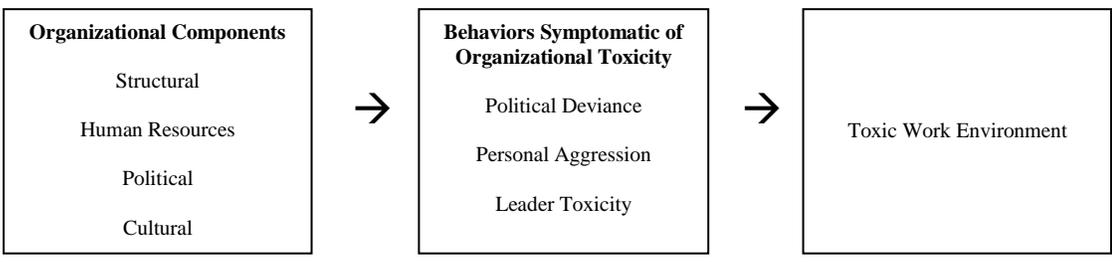 Organizational Components
Structural
Human Resources
Political
Cultural
→
Behaviors Symptomatic of
Organizational Toxicity
Political Deviance
Personal Aggression
Leader Toxicity
→
Toxic Work Environment